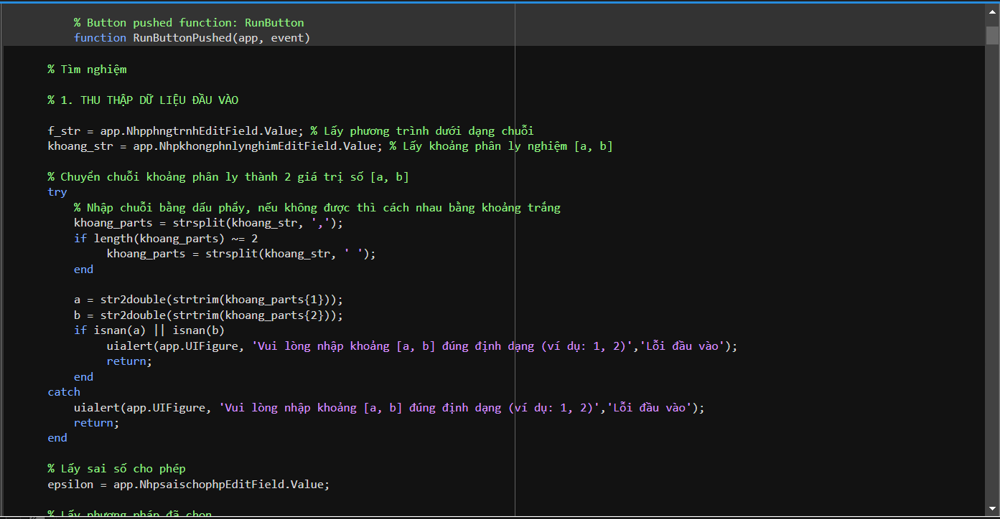 % Button pushed function: RunButton
function RunButtonPushed(app, event)
% Tìm nghiệm
% 1. THU THẬP DỮ LIỆU ĐẦU VÀO
f_str = app.NhpphngtrnhEditField.Value; % Lấy phương trình dưới dạng chuỗi
khoang_str = app.NhpkhongphnlynghimEditField.Value; % Lấy khoảng phân ly nghiệm [a, b]
% Chuyển chuỗi khoảng phân ly thành 2 giá trị số [a, b]
try
% Nhập chuỗi bằng dấu phẩy, nếu không được thì cách nhau bằng khoảng trắng
khoang_parts = strsplit(khoang_str, ',');
if length(khoang_parts) ~= 2
khoang_parts = strsplit(khoang_str, ' ');
end
a = str2double(strtrim(khoang_parts{1}));
b = str2double(strtrim(khoang_parts{2}));
if isnan(a) || isnan(b)
uialert(app.UIFigure, 'Vui lòng nhập khoảng [a, b] đúng định dạng (ví dụ: 1, 2)','Lỗi đầu vào');
return;
end
catch
uialert(app.UIFigure, 'Vui lòng nhập khoảng [a, b] đúng định dạng (ví dụ: 1, 2)','Lỗi đầu vào');
return;
end
% Lấy sai số cho phép
epsilon = app.NhpsaischophpEditField.Value;
% Lấy phương pháp đã chọn